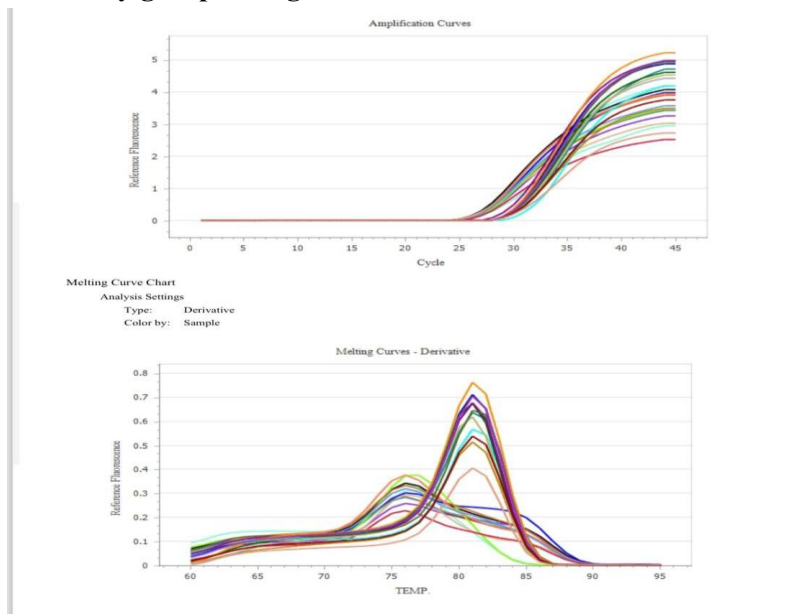 Amplification Curves
5
4
3
2
1
0
Reference Fluorescence
0 5 10 15 20 25 30 35 40 45
Cycle
Melting Curve Chart
Analysis Settings
Type: Derivative
Color by: Sample
Melting Curves - Derivative
0.8
0.7
0.6
0.5
0.4
0.3
0.2
0.1
0
Reference Fluorescence
60 65 70 75 80 85 90 95
TEMP.